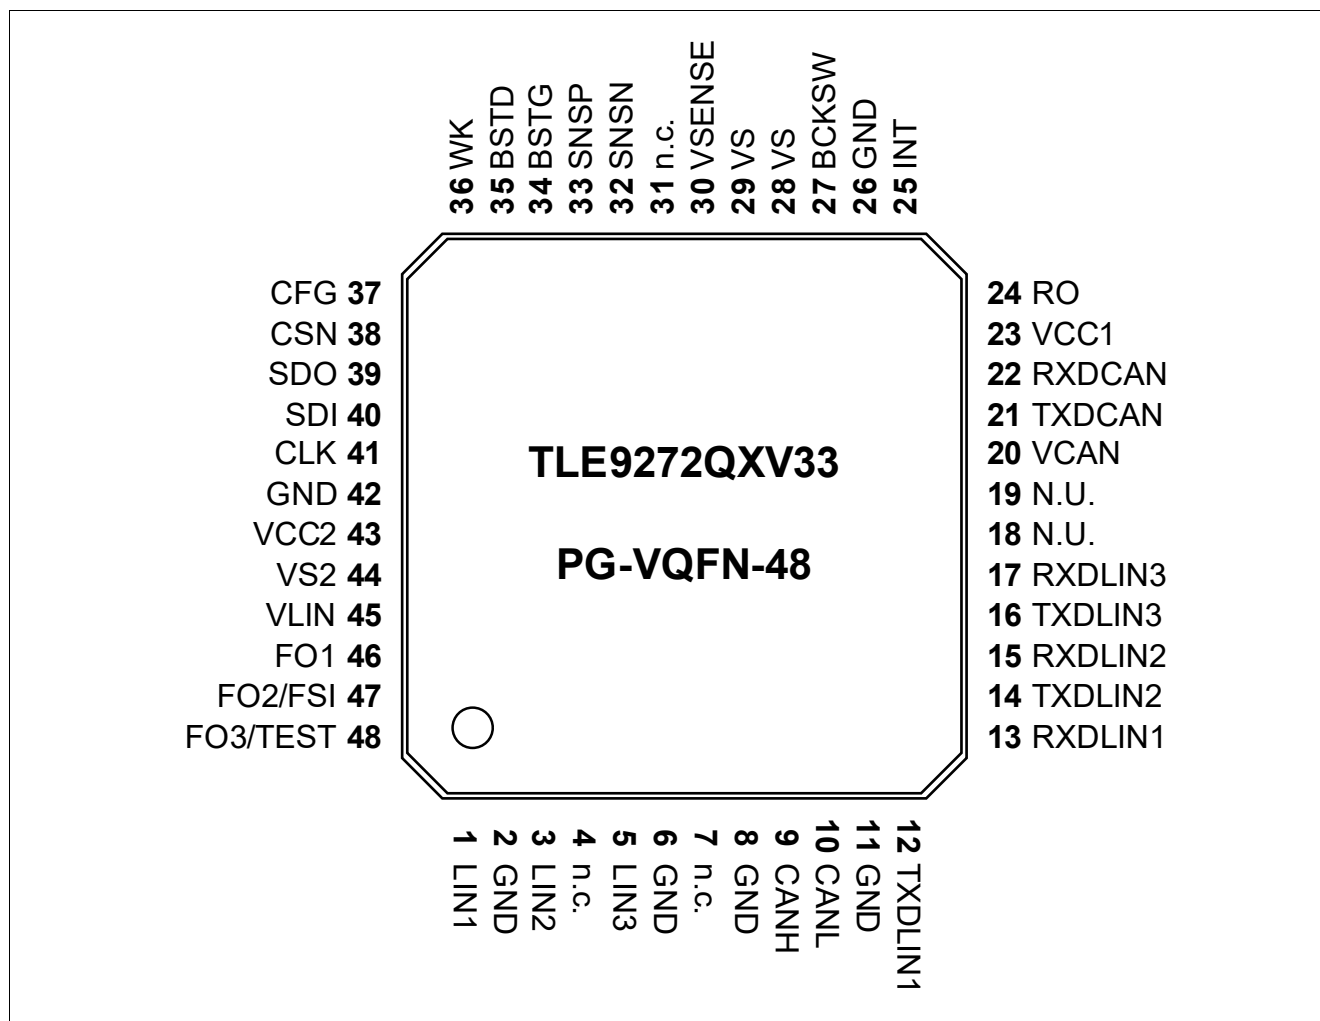 36 WK
35 BSTD
34 BSTG
33 SNSP
32 SNSN
31 n.c.
30 VSENSE
29 VS
28 VS
27 BCKSW
26 GND
25 INT
CFG 37
CSN 38
SDO 39
SDI 40
CLK 41
GND 42
VCC2 43
VS2 44
VLIN 45
FO1 46
FO2/FSI 47
FO3/TEST 48
TLE9272QXV33
PG-VQFN-48
24 RO
23 VCC1
22 RXDCAN
21 TXDCAN
20 VCAN
19 N.U.
18 N.U.
17 RXDLIN3
16 TXDLIN3
15 RXDLIN2
14 TXDLIN2
13 RXDLIN1
1 LIN1
2 GND
3 LIN2
4 n.c.
5 LIN3
6 GND
7 n.c.
8 GND
9 CANH
10 CANL
11 GND
12 TXDLIN1